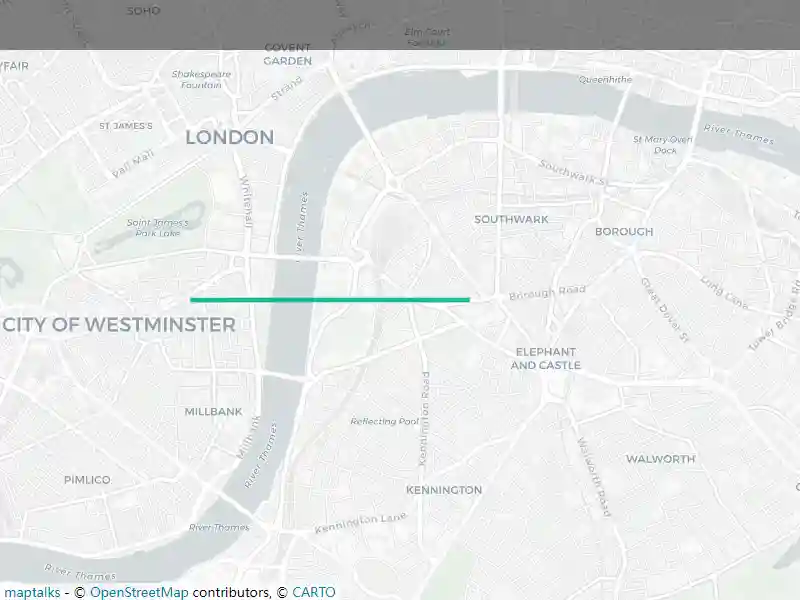 SOHO
Elm Court
Fountain
COVENT
GARDEN
YFAIR
Shakespeare
Fountain
Strand
Queenhithe
ST JAMES'S
LONDON
River Thames
St Mary Overi
Dock
Pall Mall
Southwark St
Whitehall
River Thames
Saint James's
Park Lake
SOUTHWARK
BOROUGH
Borough Road
Long Lane
Great Dover St
Tower Bridge Ro
CITY OF WESTMINSTER
ELEPHANT
AND CASTLE
MILLBANK
Reflecting Pool
Kennington Road
Millbank
River Thames
WALWORTH
Walworth Road
PIMLICO
KENNINGTON
River Thames
Kennington Lane
River Thames
maptalks - © OpenStreetMap contributors, © CARTO